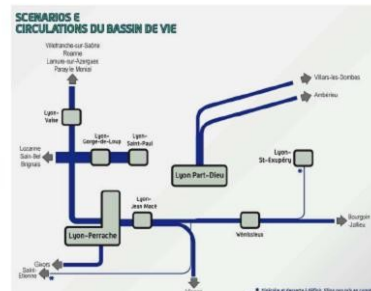 SCENARIOS E
CIRCULATIONS DU BASSIN DE VIE
Villefranche-sur-Saône
Roanne
Lamure-sur-Azergues
Paray le Monial
Lyon-
Vaise
Lyon-
Gorge-de-Loup
Lyon-
Saint-Paul
Lozanne
Sain-Bel
Brignais
Villars-les-Dombes
Ambérieu
Lyon Part-Dieu
Lyon-
St-Exupéry
Lyon-
Jean Macé
Lyon-Perrache
Vénissieux
Bourgoin
Jallieu
Givors
Saint-
Etienne